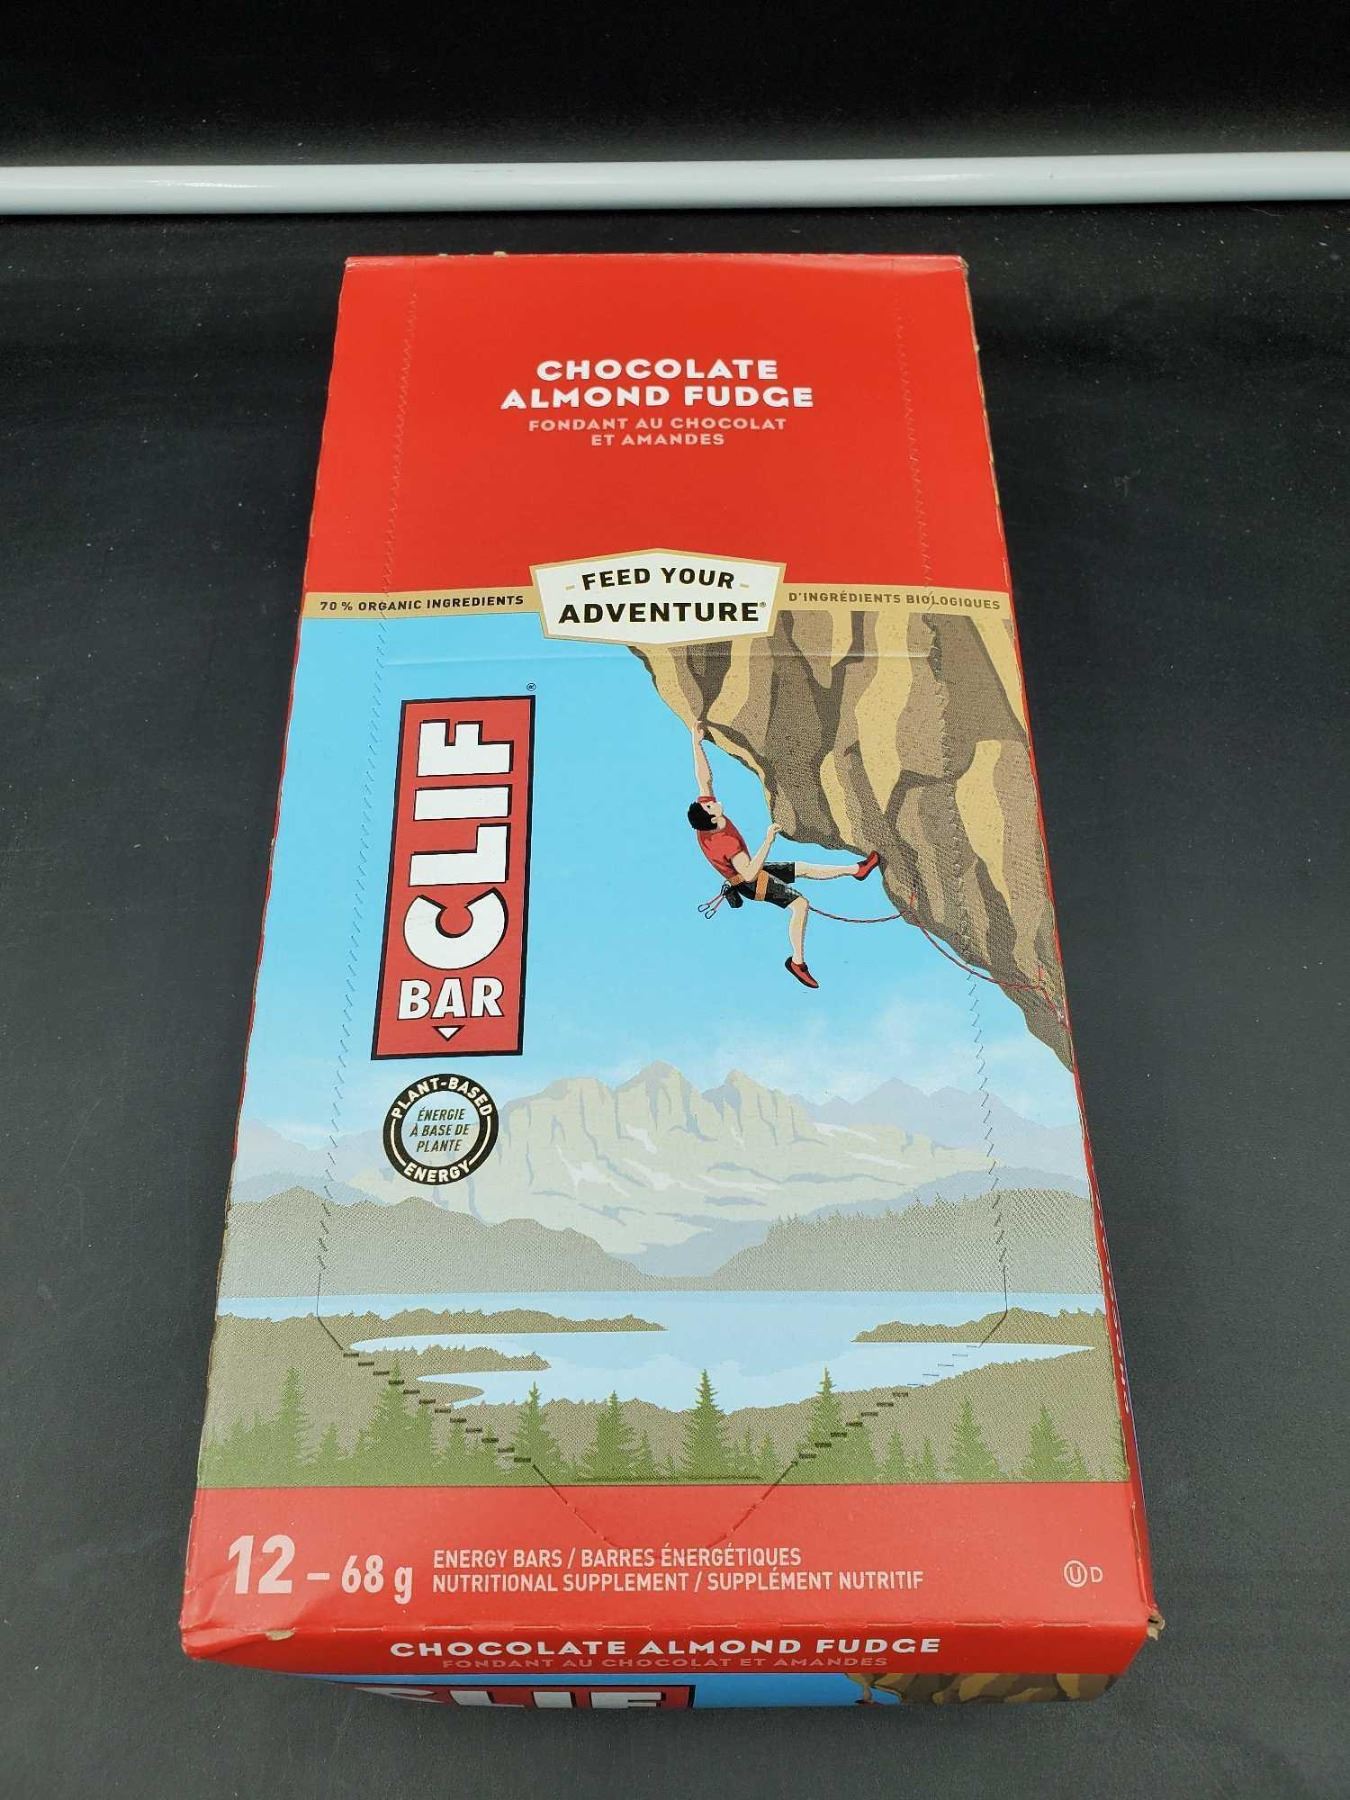 CHOCOLATE
ALMOND FUDGE
FONDANT AU CHOCOLAT
ET AMANDES
FEED YOUR
ADVENTURE®
70 % ORGANIC INGREDIENTS
D'INGRÉDIENTS BIOLOGIQUES
CLIF®
BAR
PLANT-BASED
ÉNERGIE
À BASE DE
PLANTE
ENERGY
12 – 68 g
ENERGY BARS / BARRES ÉNERGÉTIQUES
NUTRITIONAL SUPPLEMENT / SUPPLÉMENT NUTRITIF
U D
CHOCOLATE ALMOND FUDGE
FONDANT AU CHOCOLAT ET AMANDES
CLIF